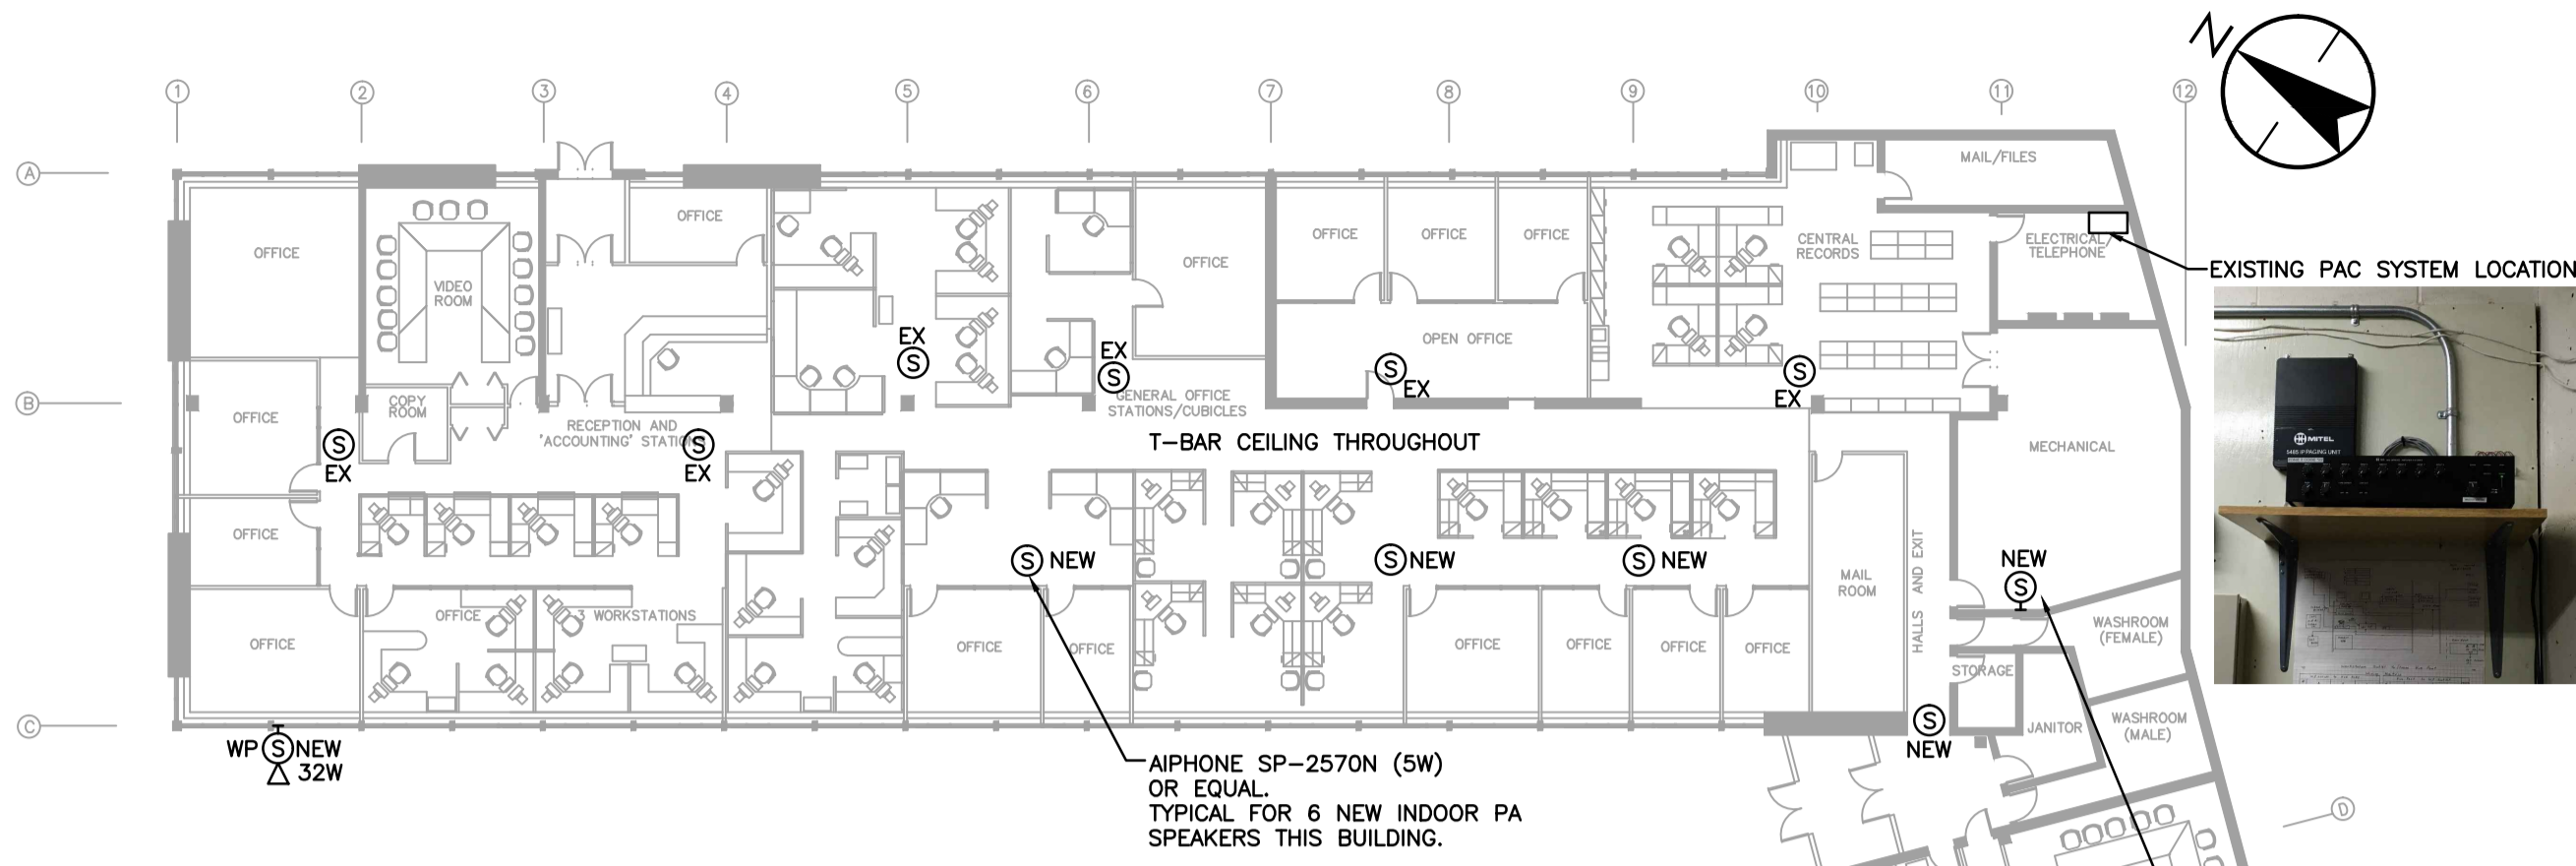 N
1
2
3
4
5
6
7
8
9
10
11
12
A
MAIL/FILES
OFFICE
OFFICE
OFFICE
OFFICE
OFFICE
OFFICE
OFFICE
CENTRAL
RECORDS
ELECTRICAL/
TELEPHONE
EXISTING PAC SYSTEM LOCATION
VIDEO
ROOM
EX
S
EX
S
OPEN OFFICE
S
EX
S
EX
B
COPY
ROOM
OFFICE
GENERAL OFFICE
STATIONS/CUBICLES
RECEPTION AND
"ACCOUNTING" STATIONS
S
EX
S
EX
T-BAR CEILING THROUGHOUT
MECHANICAL
MITEL
5485 IP PAGING UNIT
OFFICE
S NEW
S NEW
S NEW
NEW
S
MAIL
ROOM
HALLS AND EXIT
OFFICE
OFFICE
3 WORKSTATIONS
OFFICE
OFFICE
OFFICE
OFFICE
OFFICE
OFFICE
WASHROOM
(FEMALE)
STORAGE
C
S
NEW
JANITOR
WASHROOM
(MALE)
WP S NEW
32W
AIPHONE SP-2570N (5W)
OR EQUAL.
TYPICAL FOR 6 NEW INDOOR PA
SPEAKERS THIS BUILDING.
D